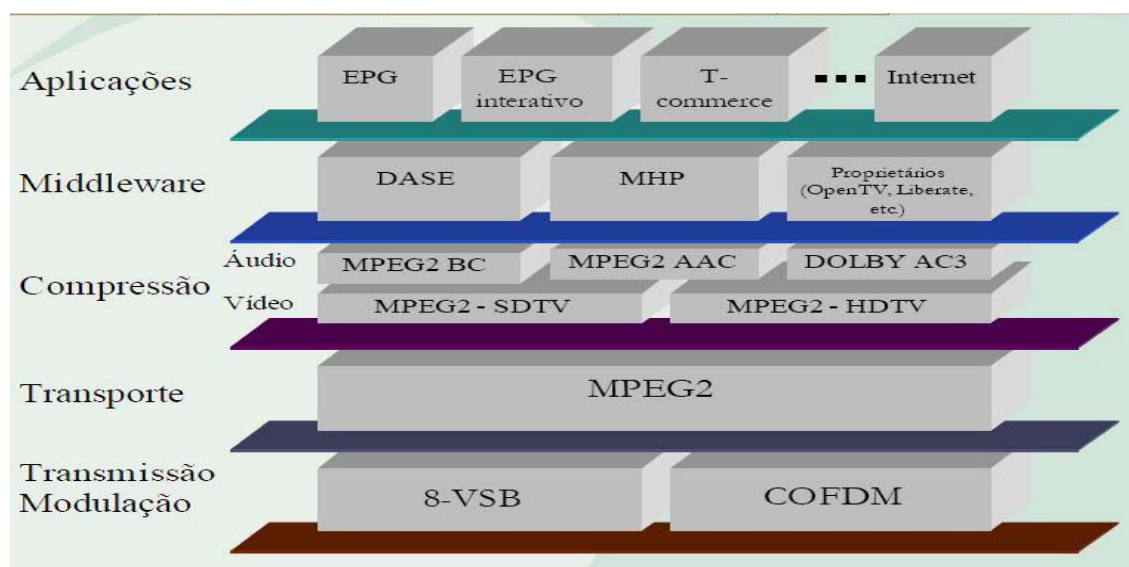 Aplicações
EPG
EPG
interativo
T-
commerce
Internet
Middleware
DASE
MHP
Proprietários
(OpenTV, Liberate,
etc.)
Compressão
Áudio
MPEG2 BC
MPEG2 AAC
DOLBY AC3
Vídeo
MPEG2 - SDTV
MPEG2 - HDTV
Transporte
MPEG2
Transmissão
Modulação
8-VSB
COFDM